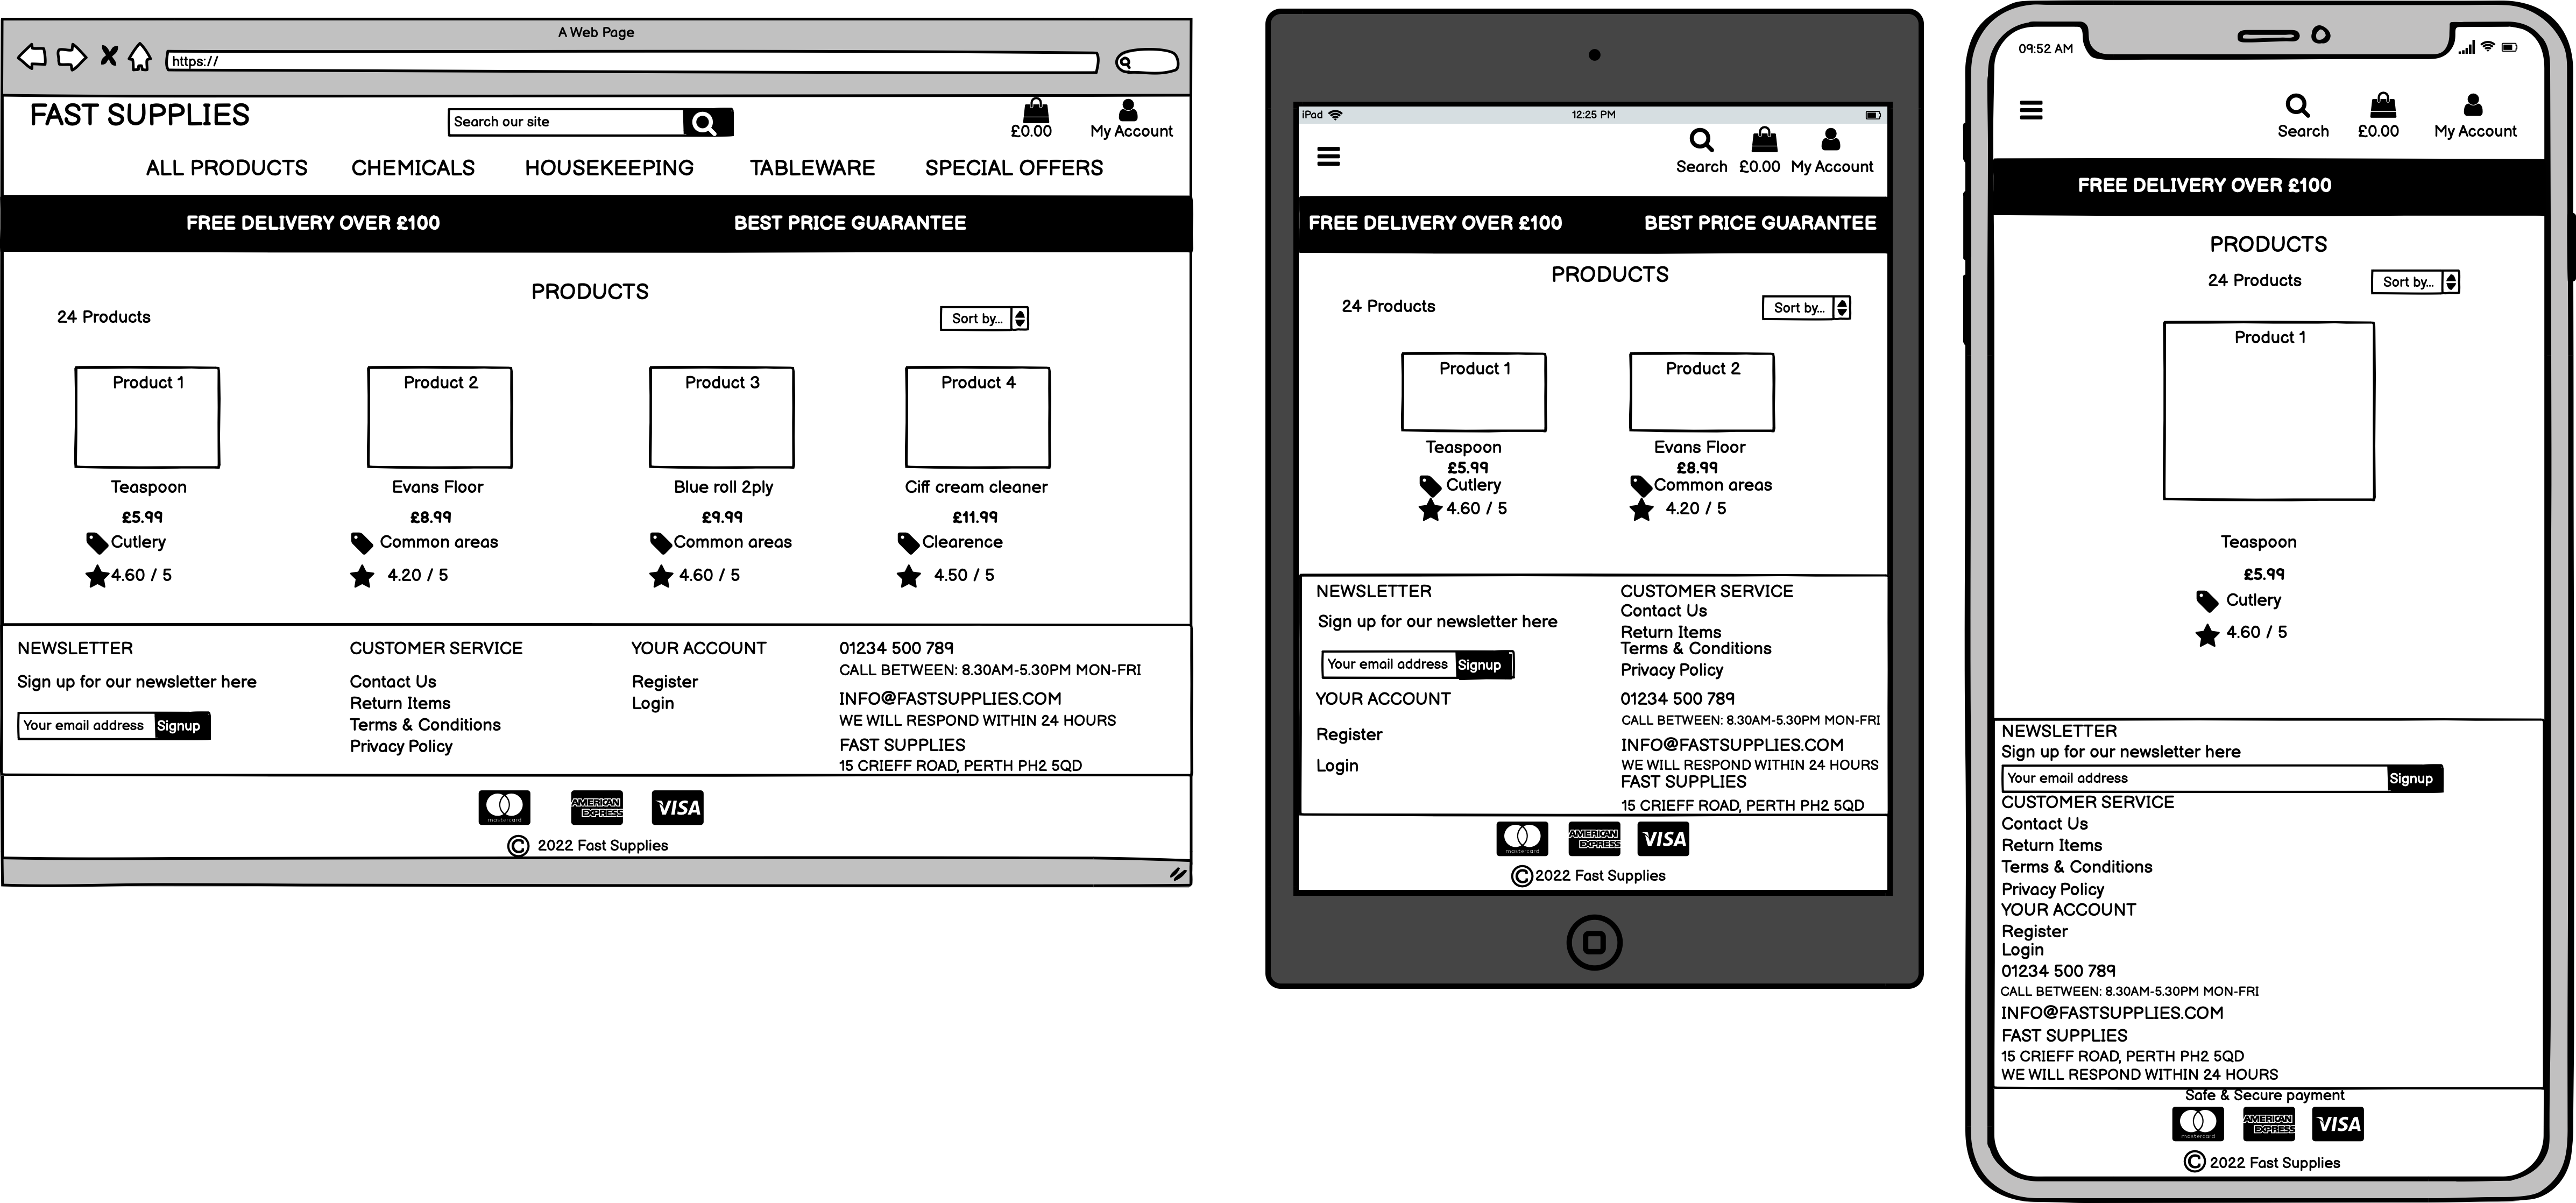 A Web Page
https://
FAST SUPPLIES
Search our site
£0.00
My Account
ALL PRODUCTS CHEMICALS HOUSEKEEPING TABLEWARE SPECIAL OFFERS
FREE DELIVERY OVER £100 BEST PRICE GUARANTEE
PRODUCTS
24 Products
Sort by...
Product 1 Product 2 Product 3 Product 4
Teaspoon Evans Floor Blue roll 2ply Ciff cream cleaner
£5.99 £8.99 £9.99 £11.99
Cutlery Common areas Common areas Clearence
4.60 / 5 4.20 / 5 4.60 / 5 4.50 / 5
NEWSLETTER
Sign up for our newsletter here
Your email address Signup
CUSTOMER SERVICE
Contact Us
Return Items
Terms & Conditions
Privacy Policy
YOUR ACCOUNT
Register
Login
01234 500 789
CALL BETWEEN: 8.30AM-5.30PM MON-FRI
INFO@FASTSUPPLIES.COM
WE WILL RESPOND WITHIN 24 HOURS
FAST SUPPLIES
15 CRIEFF ROAD, PERTH PH2 5QD
mastercard AMERICAN EXPRESS VISA
© 2022 Fast Supplies
iPad 12:25 PM
Search £0.00 My Account
FREE DELIVERY OVER £100 BEST PRICE GUARANTEE
PRODUCTS
24 Products Sort by...
Product 1 Product 2
Teaspoon Evans Floor
£5.99 £8.99
Cutlery Common areas
4.60 / 5 4.20 / 5
NEWSLETTER
Sign up for our newsletter here
Your email address Signup
YOUR ACCOUNT
Register
Login
CUSTOMER SERVICE
Contact Us
Return Items
Terms & Conditions
Privacy Policy
01234 500 789
CALL BETWEEN: 8.30AM-5.30PM MON-FRI
INFO@FASTSUPPLIES.COM
WE WILL RESPOND WITHIN 24 HOURS
FAST SUPPLIES
15 CRIEFF ROAD, PERTH PH2 5QD
mastercard AMERICAN EXPRESS VISA
© 2022 Fast Supplies
09:52 AM
Search £0.00 My Account
FREE DELIVERY OVER £100
PRODUCTS
24 Products Sort by...
Product 1
Teaspoon
£5.99
Cutlery
4.60 / 5
NEWSLETTER
Sign up for our newsletter here
Your email address Signup
CUSTOMER SERVICE
Contact Us
Return Items
Terms & Conditions
Privacy Policy
YOUR ACCOUNT
Register
Login
01234 500 789
CALL BETWEEN: 8.30AM-5.30PM MON-FRI
INFO@FASTSUPPLIES.COM
FAST SUPPLIES
15 CRIEFF ROAD, PERTH PH2 5QD
WE WILL RESPOND WITHIN 24 HOURS
Safe & Secure payment
mastercard AMERICAN EXPRESS VISA
© 2022 Fast Supplies